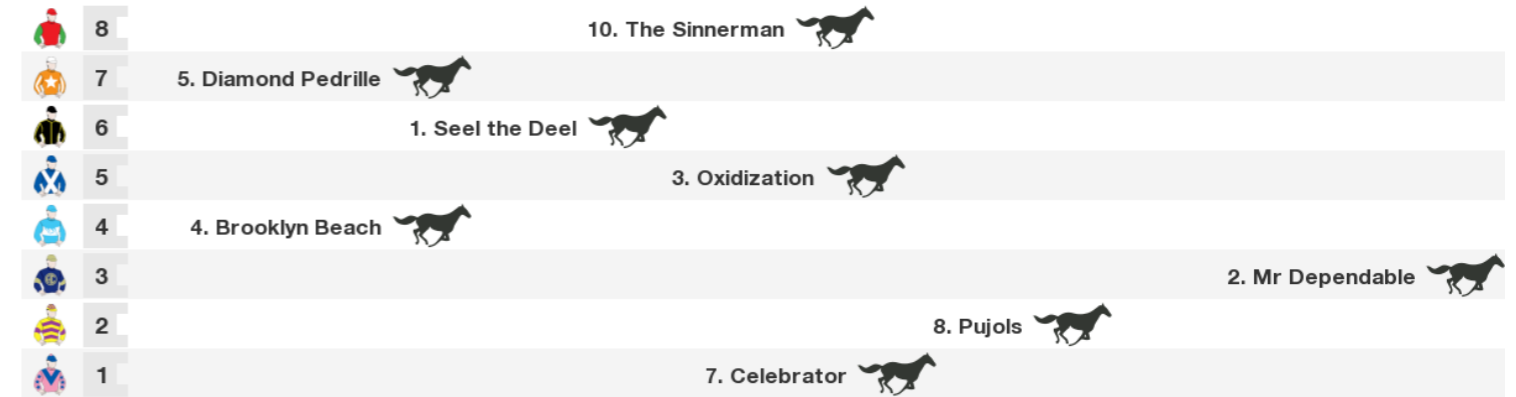 8 10. The Sinnerman
7 5. Diamond Pedrille
6 1. Seel the Deel
5 3. Oxidization
4 4. Brooklyn Beach
3 2. Mr Dependable
2 8. Pujols
1 7. Celebrator